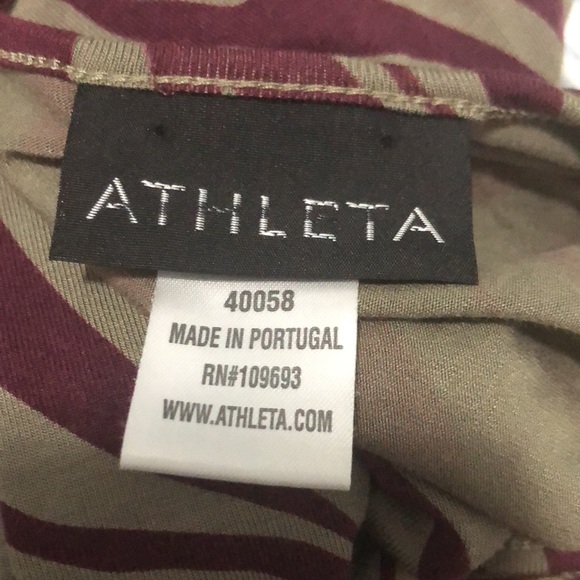 ATHLETA
40058
MADE IN PORTUGAL
RN#109693
WWW.ATHLETA.COM